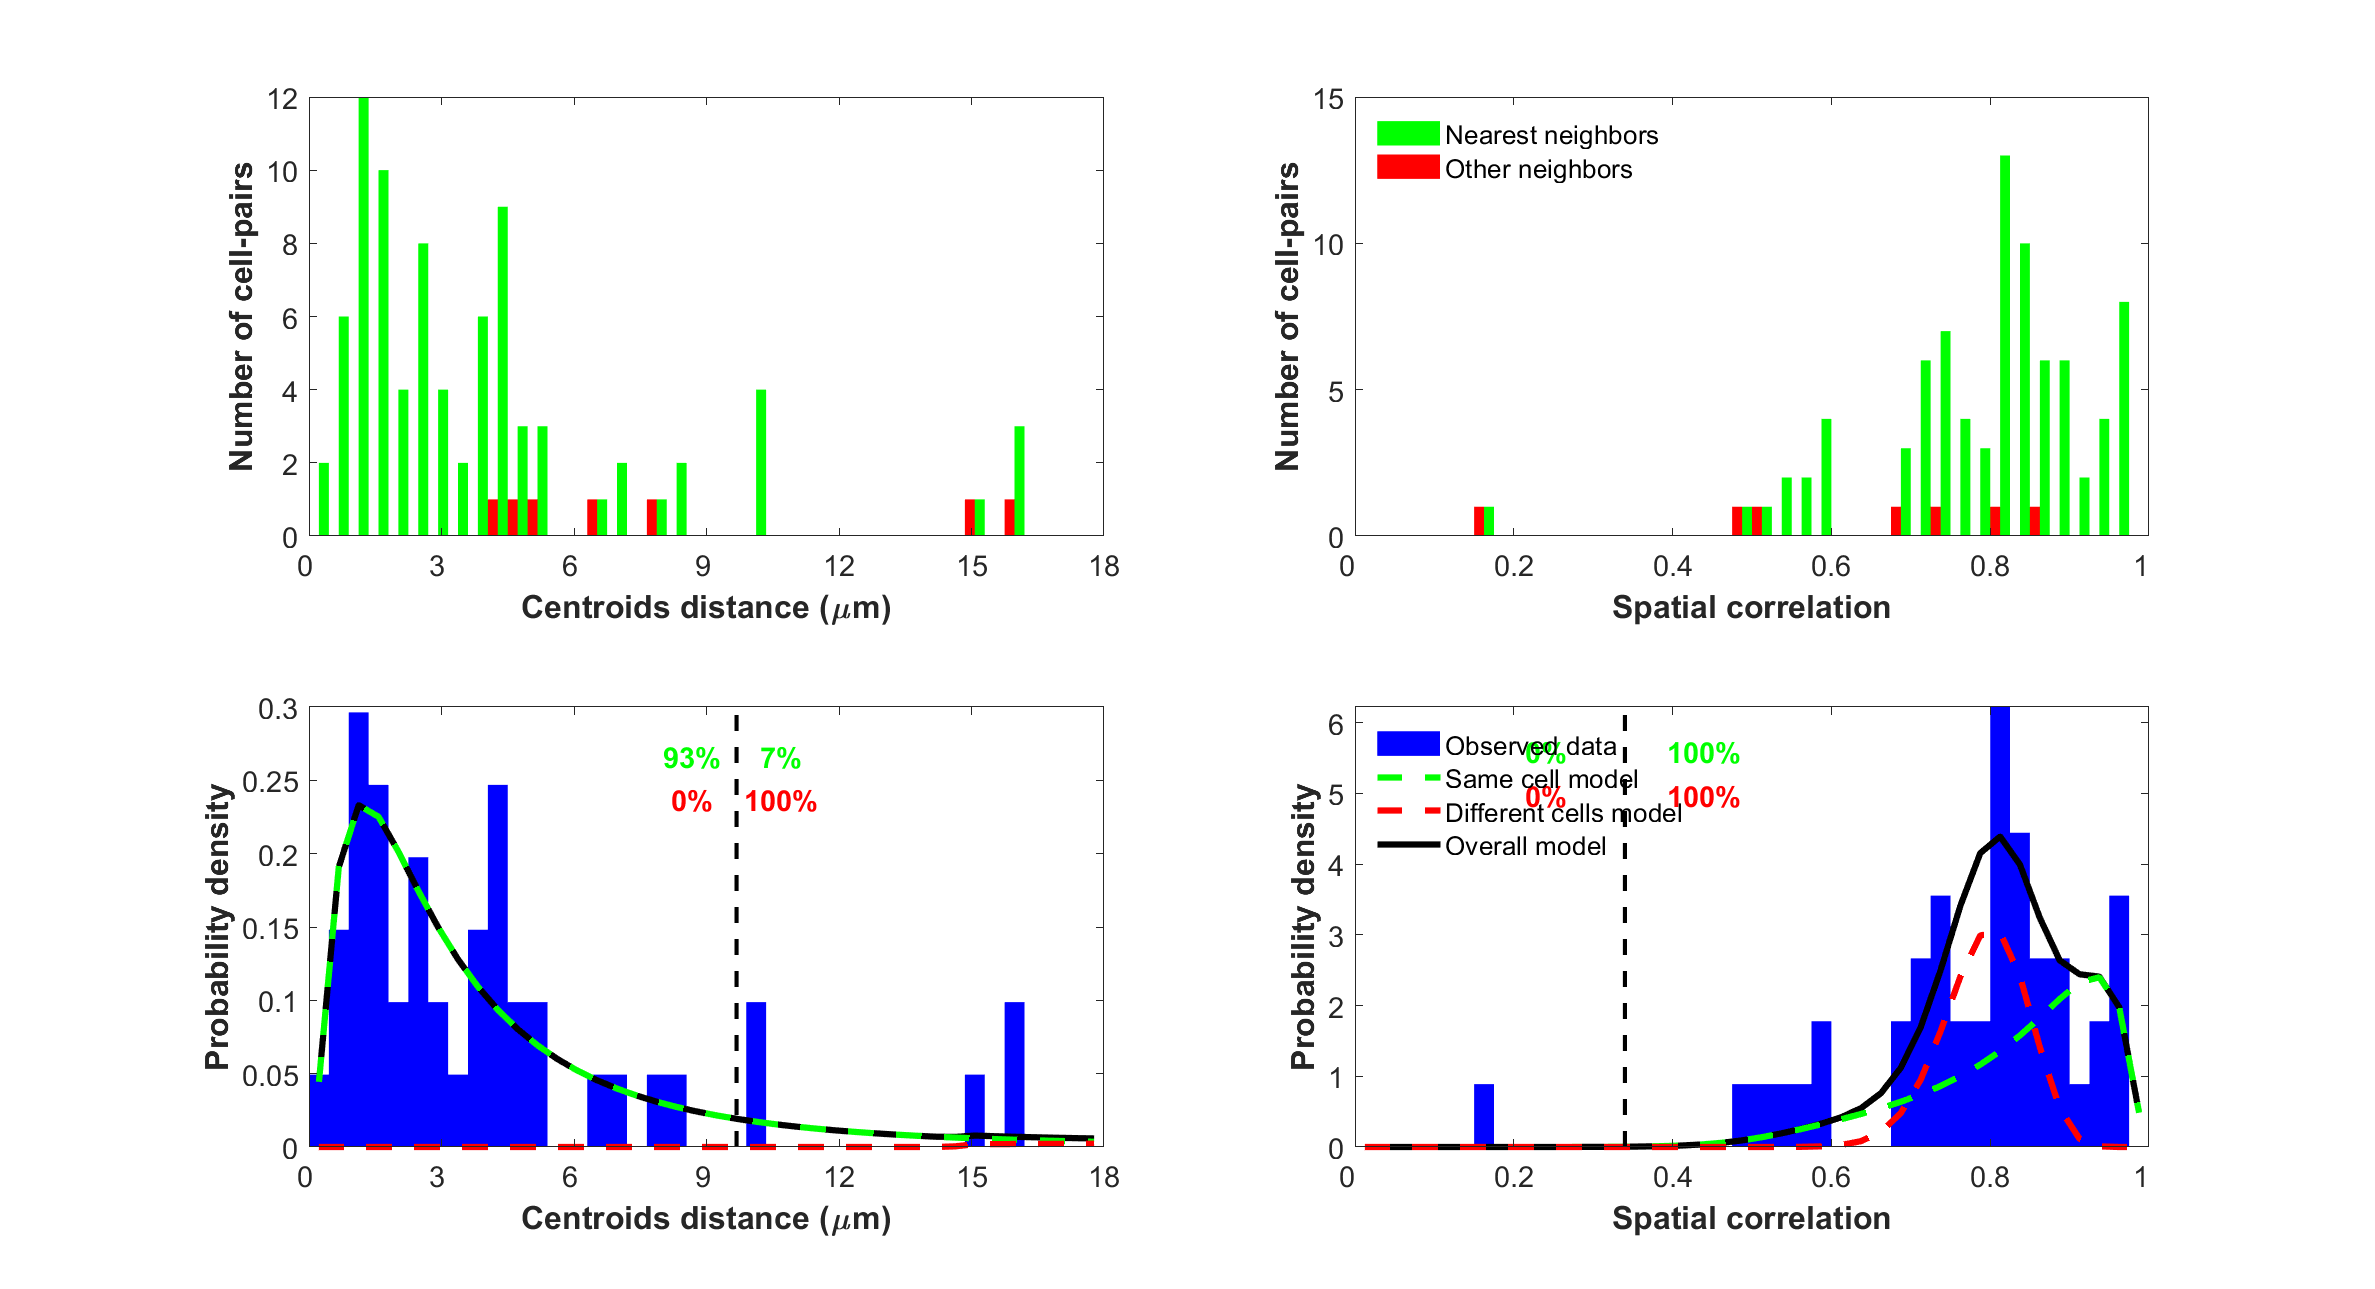 12
10
8
6
4
2
0
0 3 6 9 12 15 18
Number of cell-pairs
Centroids distance (μm)
15
10
5
0
0 0.2 0.4 0.6 0.8 1
Number of cell-pairs
Spatial correlation
Nearest neighbors
Other neighbors
0.3
0.25
0.2
0.15
0.1
0.05
0
0 3 6 9 12 15 18
Probability density
Centroids distance (μm)
93% 7%
0% 100%
6
5
4
3
2
1
0
0 0.2 0.4 0.6 0.8 1
Probability density
Spatial correlation
Observed data
Same cell model
Different cells model
Overall model
0% 100%
0% 100%